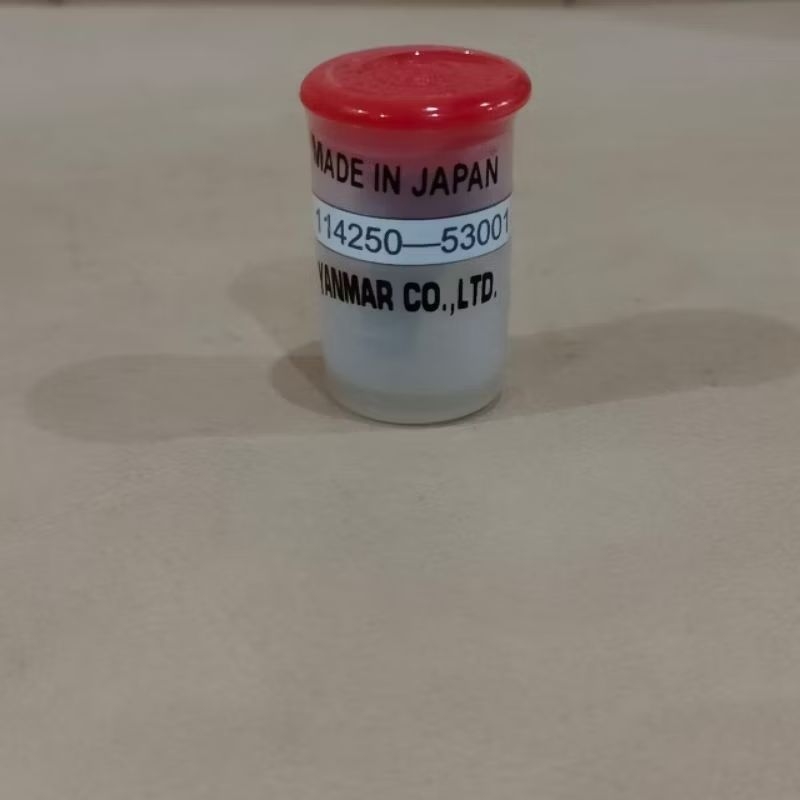 MADE IN JAPAN
114250—53001
YANMAR CO.,LTD.